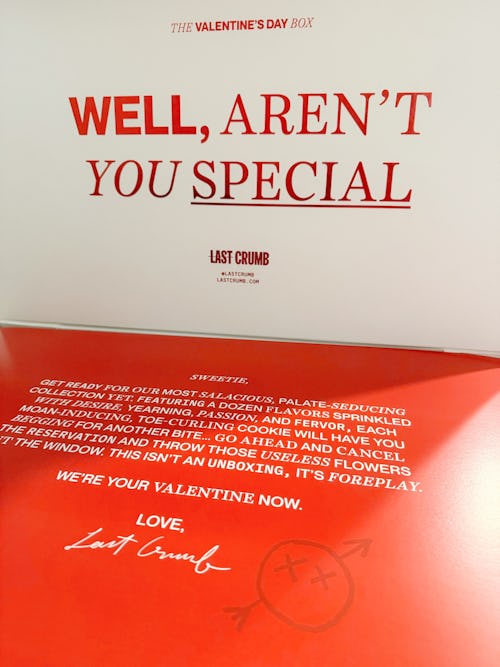 THE VALENTINE'S DAY BOX
WELL, AREN'T
YOU SPECIAL
LAST CRUMB
@LASTCRUMB
LASTCRUMB.COM
SWEETIE,
GET READY FOR OUR MOST SALACIOUS, PALATE-SEDUCING
COLLECTION YET. FEATURING A DOZEN FLAVORS SPRINKLED
WITH DESIRE, YEARNING, PASSION, AND FERVOR, EACH
MOAN-INDUCING, TOE-CURLING COOKIE WILL HAVE YOU
BEGGING FOR ANOTHER BITE... GO AHEAD AND CANCEL
THE RESERVATION AND THROW THOSE USELESS FLOWERS
THE WINDOW. THIS ISN'T AN UNBOXING, IT'S FOREPLAY.
WE'RE YOUR VALENTINE NOW.
LOVE,
Last Crumb